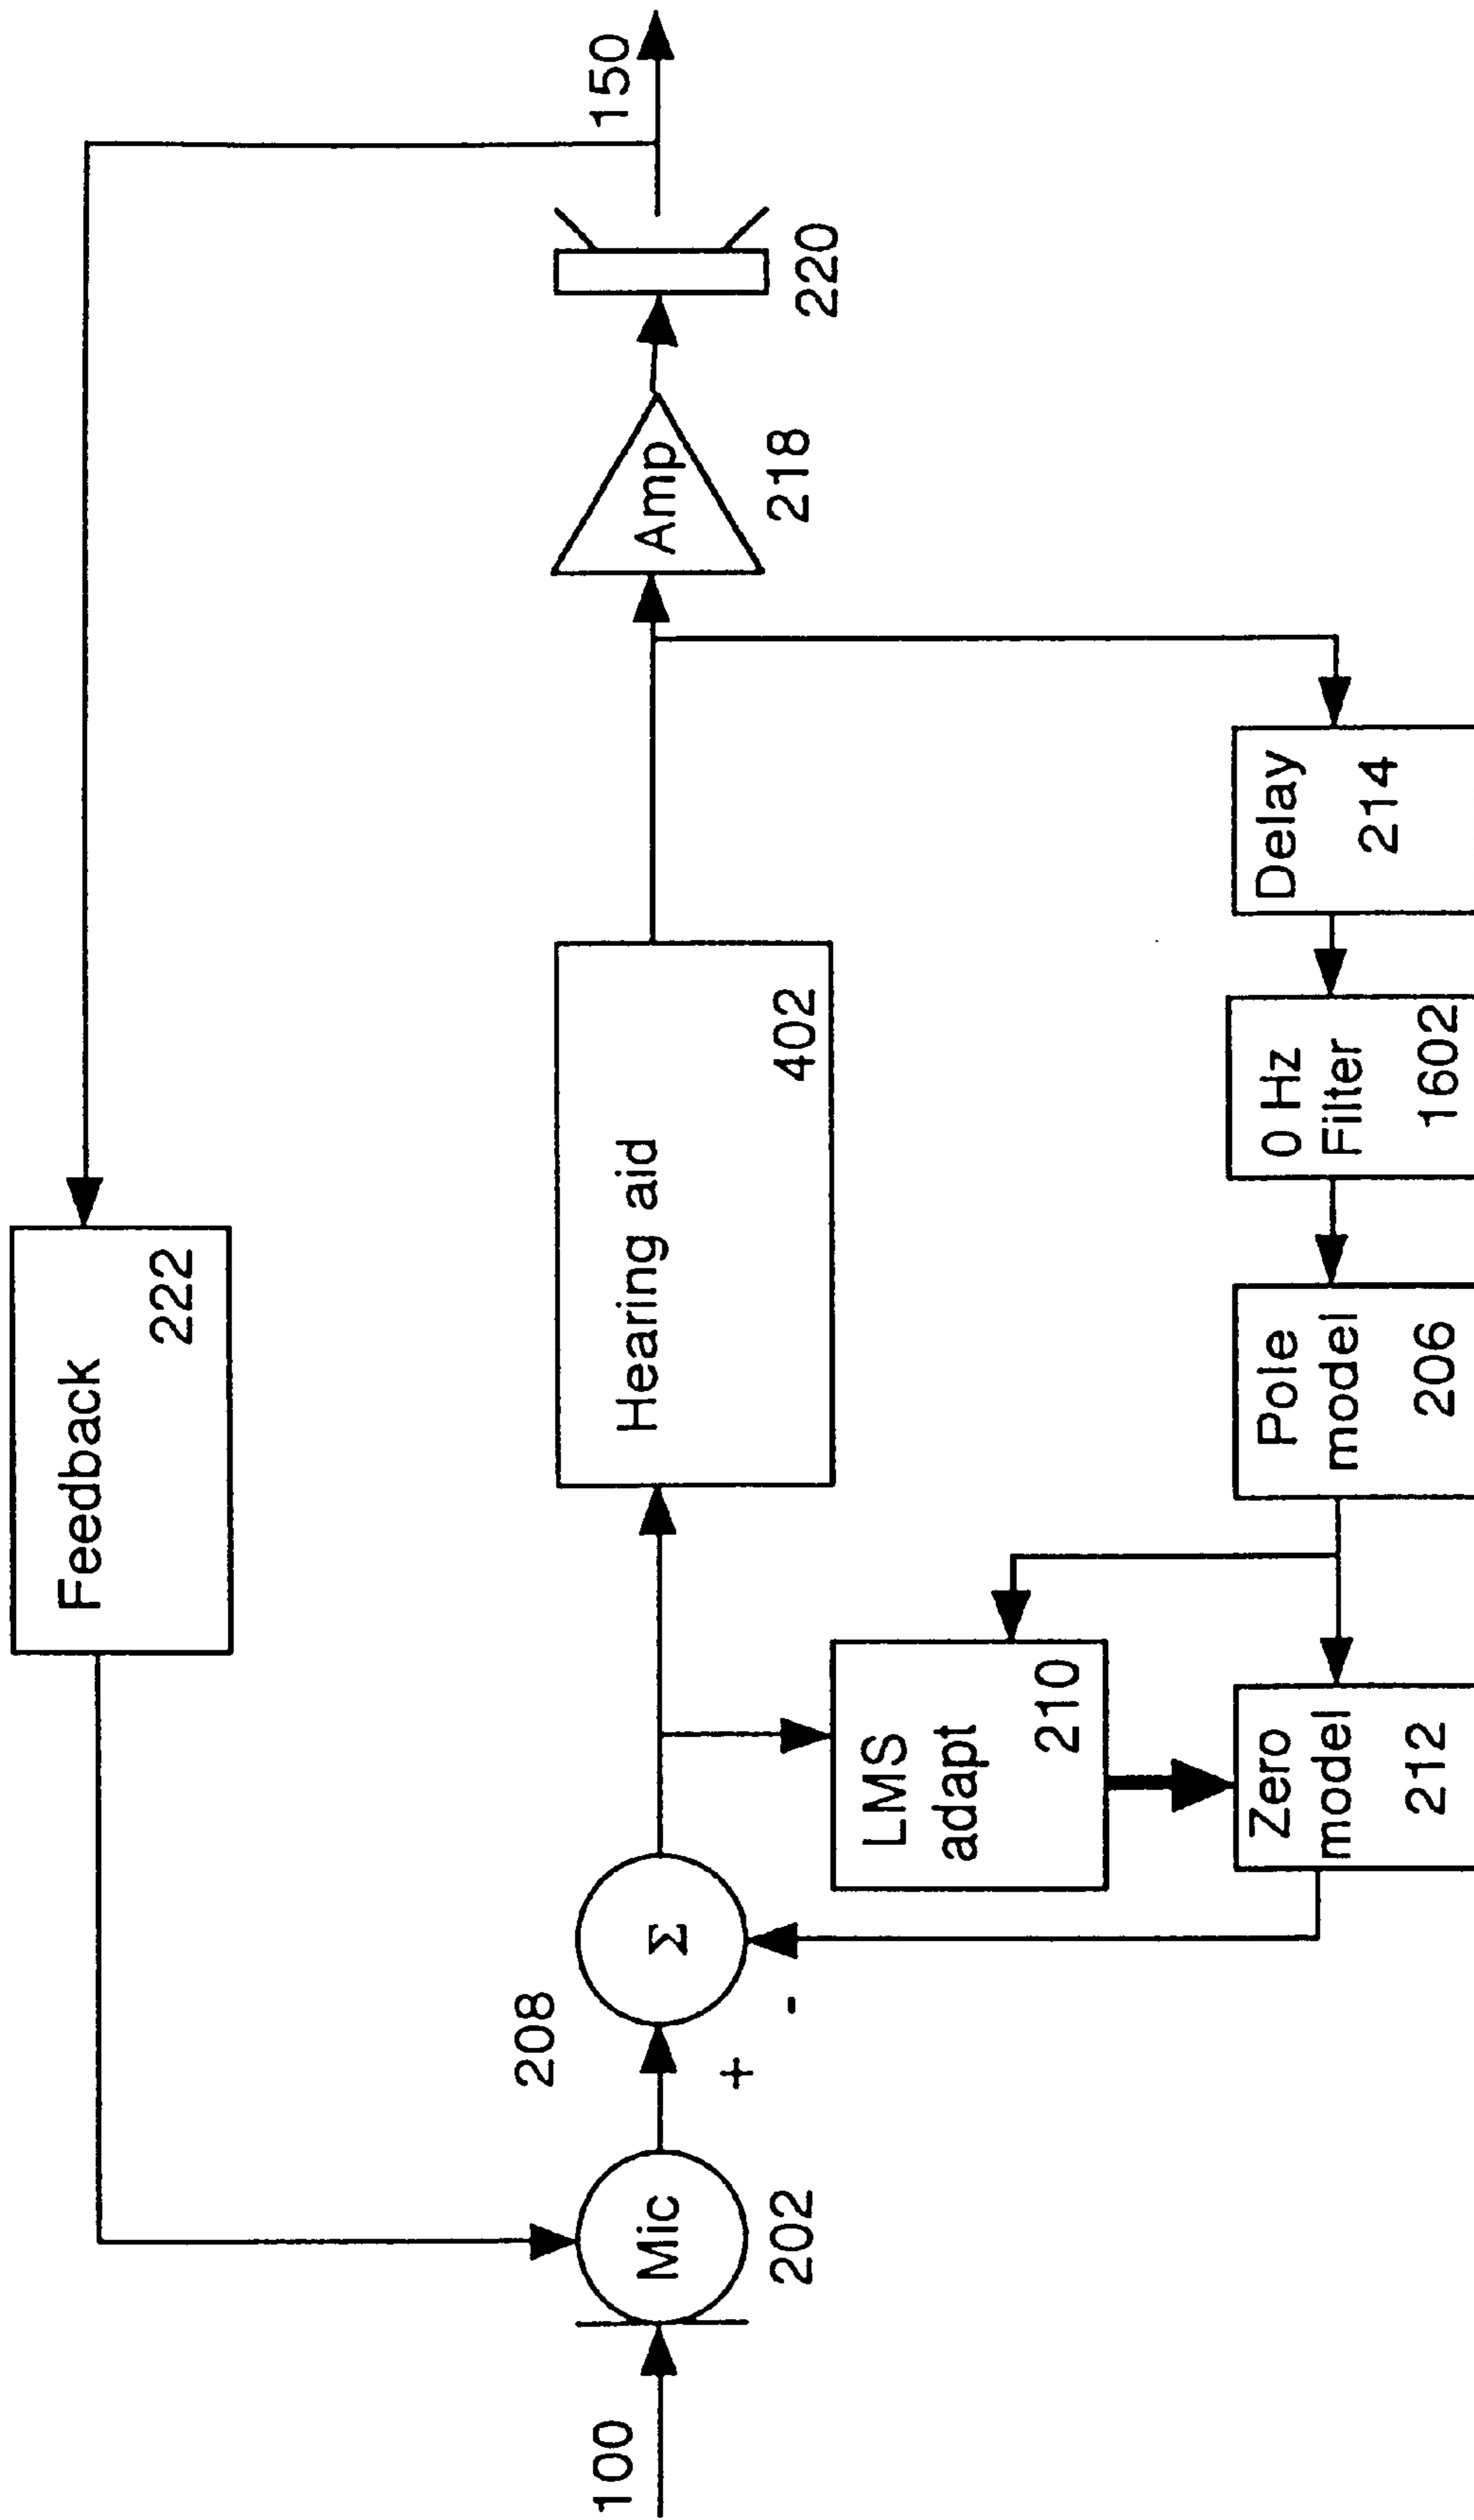 Feedback
222
150
100
Mic
202
208
+
-
Σ
Hearing aid
402
Amp
218
220
LMS
adapt
210
Zero
model
212
Pole
model
206
0 Hz
Filter
1602
Delay
214